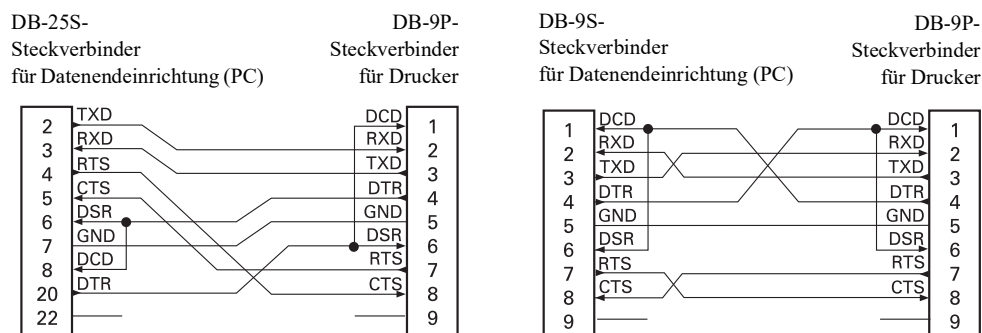 DB-25S-
Steckverbinder
für Datenendeinrichtung (PC)
DB-9P-
Steckverbinder
für Drucker
2 TXD
3 RXD
4 RTS
5 CTS
6 DSR
7 GND
8 DCD
20 DTR
22
DCD 1
RXD 2
TXD 3
DTR 4
GND 5
DSR 6
RTS 7
CTS 8
9
DB-9S-
Steckverbinder
für Datenendeinrichtung (PC)
DB-9P-
Steckverbinder
für Drucker
1 DCD
2 RXD
3 TXD
4 DTR
5 GND
6 DSR
7 RTS
8 CTS
9
DCD 1
RXD 2
TXD 3
DTR 4
GND 5
DSR 6
RTS 7
CTS 8
9